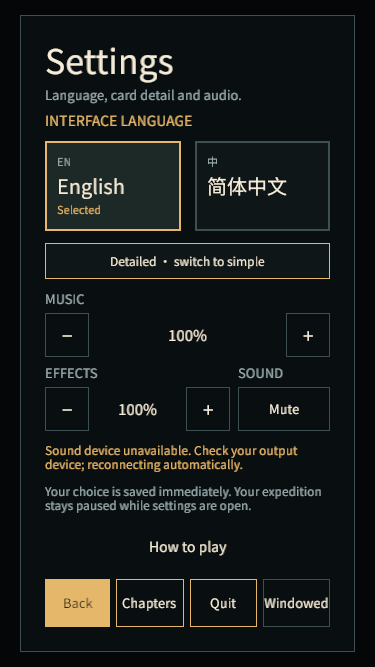 Settings
Language, card detail and audio.
INTERFACE LANGUAGE
EN
English
Selected
中
简体中文
Detailed • switch to simple
MUSIC
− 100% +
EFFECTS SOUND
− 100% + Mute
Sound device unavailable. Check your output
device; reconnecting automatically.
Your choice is saved immediately. Your expedition
stays paused while settings are open.
How to play
Back Chapters Quit Windowed